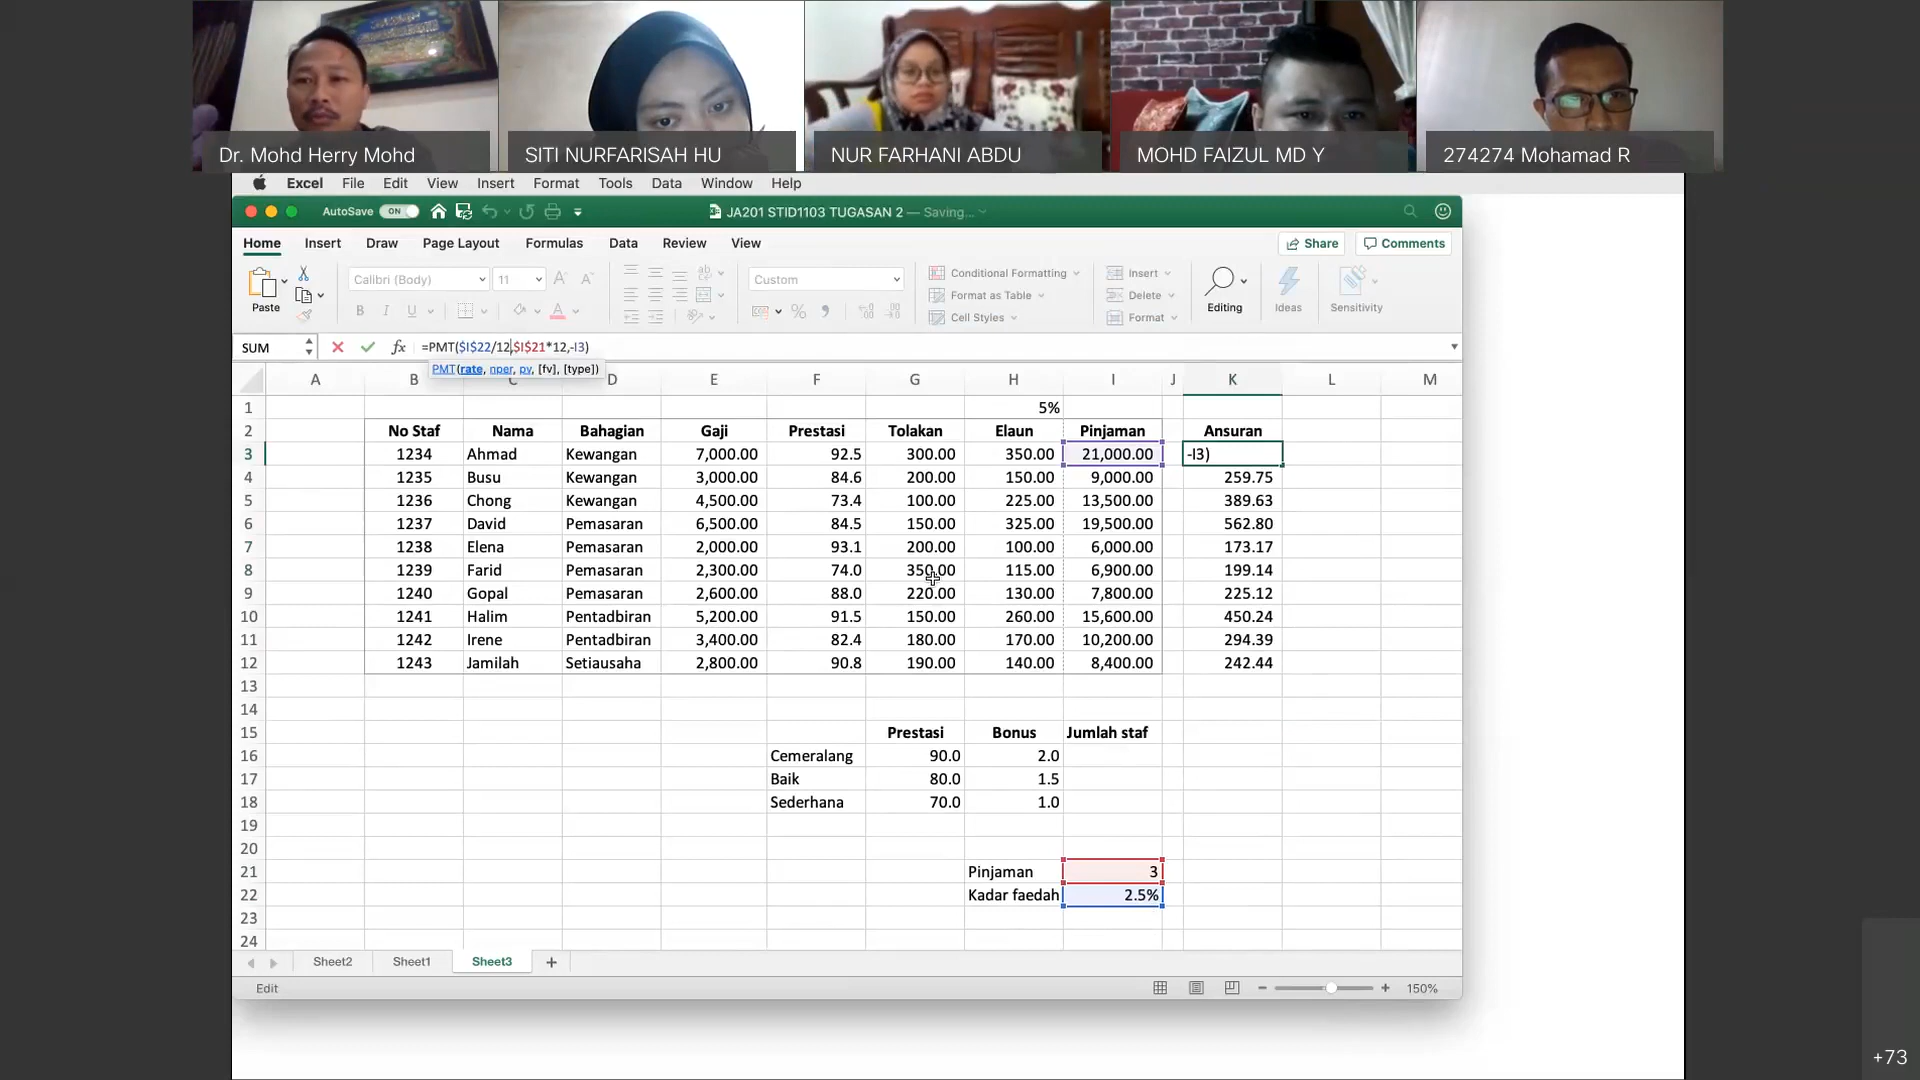 Dr. Mohd Herry Mohd
SITI NURFARISAH HU
NUR FARHANI ABDU
MOHD FAIZUL MD Y
274274 Mohamad R
Excel File Edit View Insert Format Tools Data Window Help
AutoSave ON JA201 STID1103 TUGASAN 2 — Saving...
Home Insert Draw Page Layout Formulas Data Review View Share Comments
Paste Calibri (Body) 11 Custom Conditional Formatting Format as Table Cell Styles Insert Delete Format Editing Ideas Sensitivity
SUM fx =PMT($I$22/12,$I$21*12,-I3)
PMT(rate, nper, pv, [fv], [type])
A B C D E F G H I J K L M
1 5%
2 No Staf Nama Bahagian Gaji Prestasi Tolakan Elaun Pinjaman Ansuran
3 1234 Ahmad Kewangan 7,000.00 92.5 300.00 350.00 21,000.00 -I3)
4 1235 Busu Kewangan 3,000.00 84.6 200.00 150.00 9,000.00 259.75
5 1236 Chong Kewangan 4,500.00 73.4 100.00 225.00 13,500.00 389.63
6 1237 David Pemasaran 6,500.00 84.5 150.00 325.00 19,500.00 562.80
7 1238 Elena Pemasaran 2,000.00 93.1 200.00 100.00 6,000.00 173.17
8 1239 Farid Pemasaran 2,300.00 74.0 350.00 115.00 6,900.00 199.14
9 1240 Gopal Pemasaran 2,600.00 88.0 220.00 130.00 7,800.00 225.12
10 1241 Halim Pentadbiran 5,200.00 91.5 150.00 260.00 15,600.00 450.24
11 1242 Irene Pentadbiran 3,400.00 82.4 180.00 170.00 10,200.00 294.39
12 1243 Jamilah Setiausaha 2,800.00 90.8 190.00 140.00 8,400.00 242.44
13
14
15 Prestasi Bonus Jumlah staf
16 Cemeralang 90.0 2.0
17 Baik 80.0 1.5
18 Sederhana 70.0 1.0
19
20
21 Pinjaman 3
22 Kadar faedah 2.5%
23
24
Sheet2 Sheet1 Sheet3
Edit 150%
+73